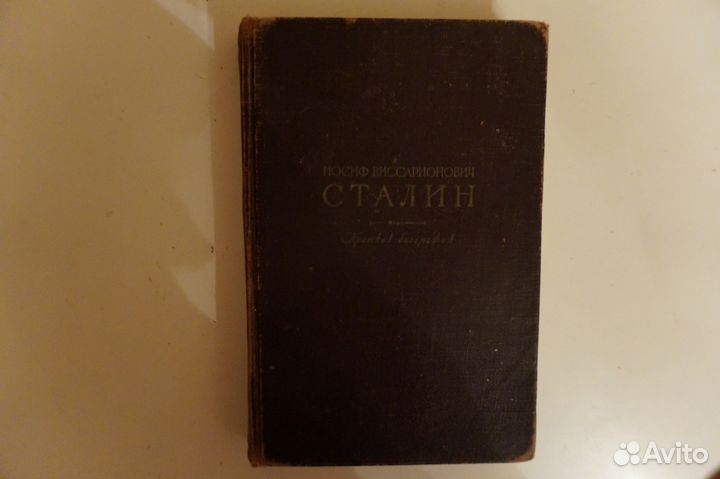 ИОСИФ ВИССАРИОНОВИЧ
СТАЛИН
Краткая биография
Avito